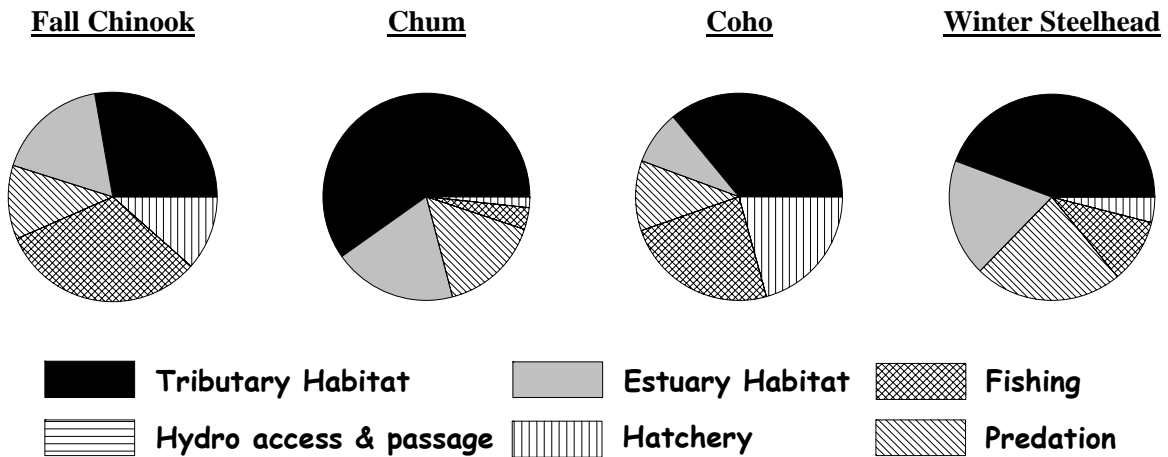 Fall Chinook Chum Coho Winter Steelhead
Tributary Habitat Estuary Habitat Fishing
Hydro access & passage Hatchery Predation